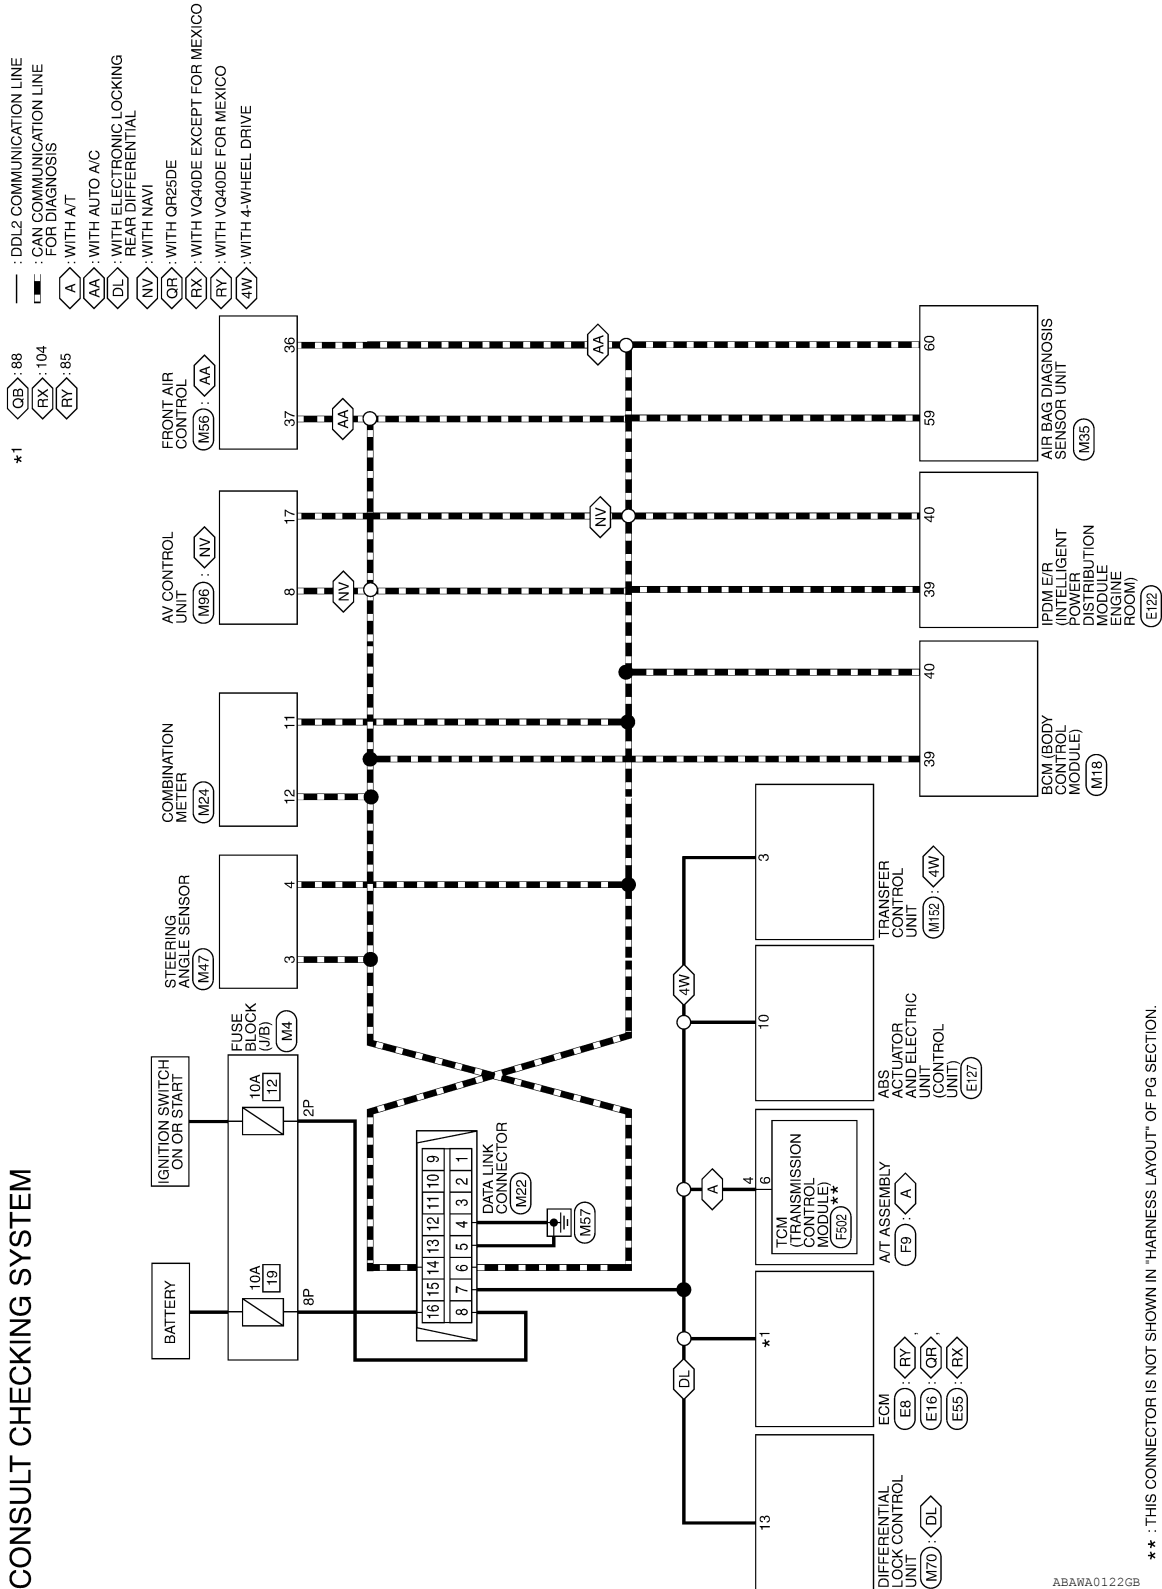 CONSULT CHECKING SYSTEM
*1
QB : 88
RX : 104
RY : 85
: DDL2 COMMUNICATION LINE
: CAN COMMUNICATION LINE
FOR DIAGNOSIS
A : WITH A/T
AA : WITH AUTO A/C
DL : WITH ELECTRONIC LOCKING
REAR DIFFERENTIAL
NV : WITH NAVI
QR : WITH QR25DE
RX : WITH VQ40DE EXCEPT FOR MEXICO
RY : WITH VQ40DE FOR MEXICO
4W : WITH 4-WHEEL DRIVE
BATTERY
IGNITION SWITCH
ON OR START
10A
19
10A
12
FUSE
BLOCK
(J/B)
M4
8P
2P
STEERING
ANGLE SENSOR
M47
3
4
COMBINATION
METER
M24
12
11
AV CONTROL
UNIT
M96 : NV
8
17
FRONT AIR
CONTROL
M56 : AA
37
36
NV
AA
NV
AA
16 15 14 13 12 11 10 9
8 7 6 5 4 3 2 1
DATA LINK
CONNECTOR
M22
M57
DL
A
4W
13
DIFFERENTIAL
LOCK CONTROL
UNIT
M70 : DL
*1
ECM
E8 : RY ,
E16 : QR ,
E55 : RX
4
6
TCM
(TRANSMISSION
CONTROL
MODULE)
F502 **
A/T ASSEMBLY
F9 : A
10
ABS
ACTUATOR
AND ELECTRIC
UNIT
(CONTROL
UNIT)
E127
3
TRANSFER
CONTROL
UNIT
M152 : 4W
39
40
BCM (BODY
CONTROL
MODULE)
M18
39
40
IPDM E/R
(INTELLIGENT
POWER
DISTRIBUTION
MODULE
ENGINE
ROOM)
E122
59
60
AIR BAG DIAGNOSIS
SENSOR UNIT
M35
** : THIS CONNECTOR IS NOT SHOWN IN "HARNESS LAYOUT" OF PG SECTION.
ABAWA0122GB